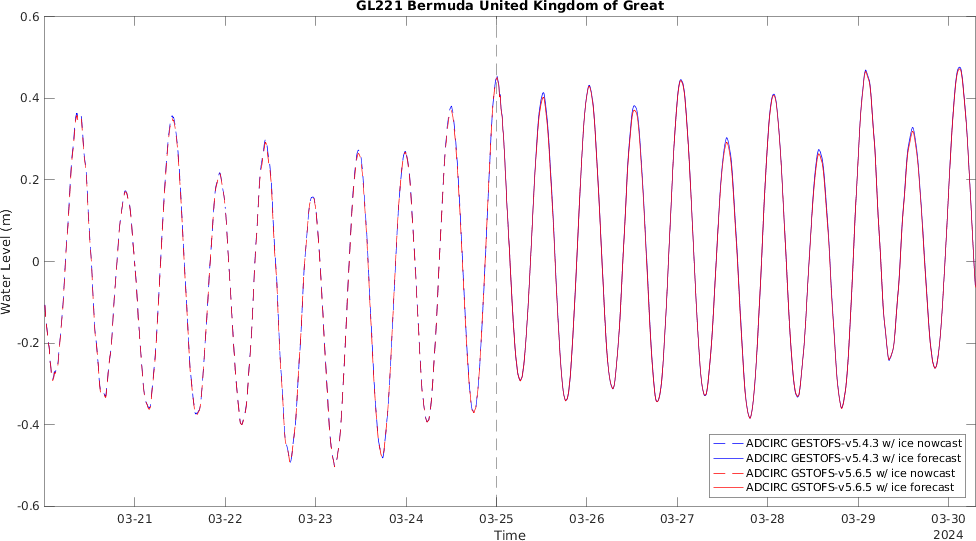 GL221 Bermuda United Kingdom of Great
0.6
0.4
0.2
0
-0.2
-0.4
-0.6
Water Level (m)
ADCIRC GESTOFS-v5.4.3 w/ ice nowcast
ADCIRC GESTOFS-v5.4.3 w/ ice forecast
ADCIRC GSTOFS-v5.6.5 w/ ice nowcast
ADCIRC GSTOFS-v5.6.5 w/ ice forecast
03-21 03-22 03-23 03-24 03-25 03-26 03-27 03-28 03-29 03-30
Time 2024